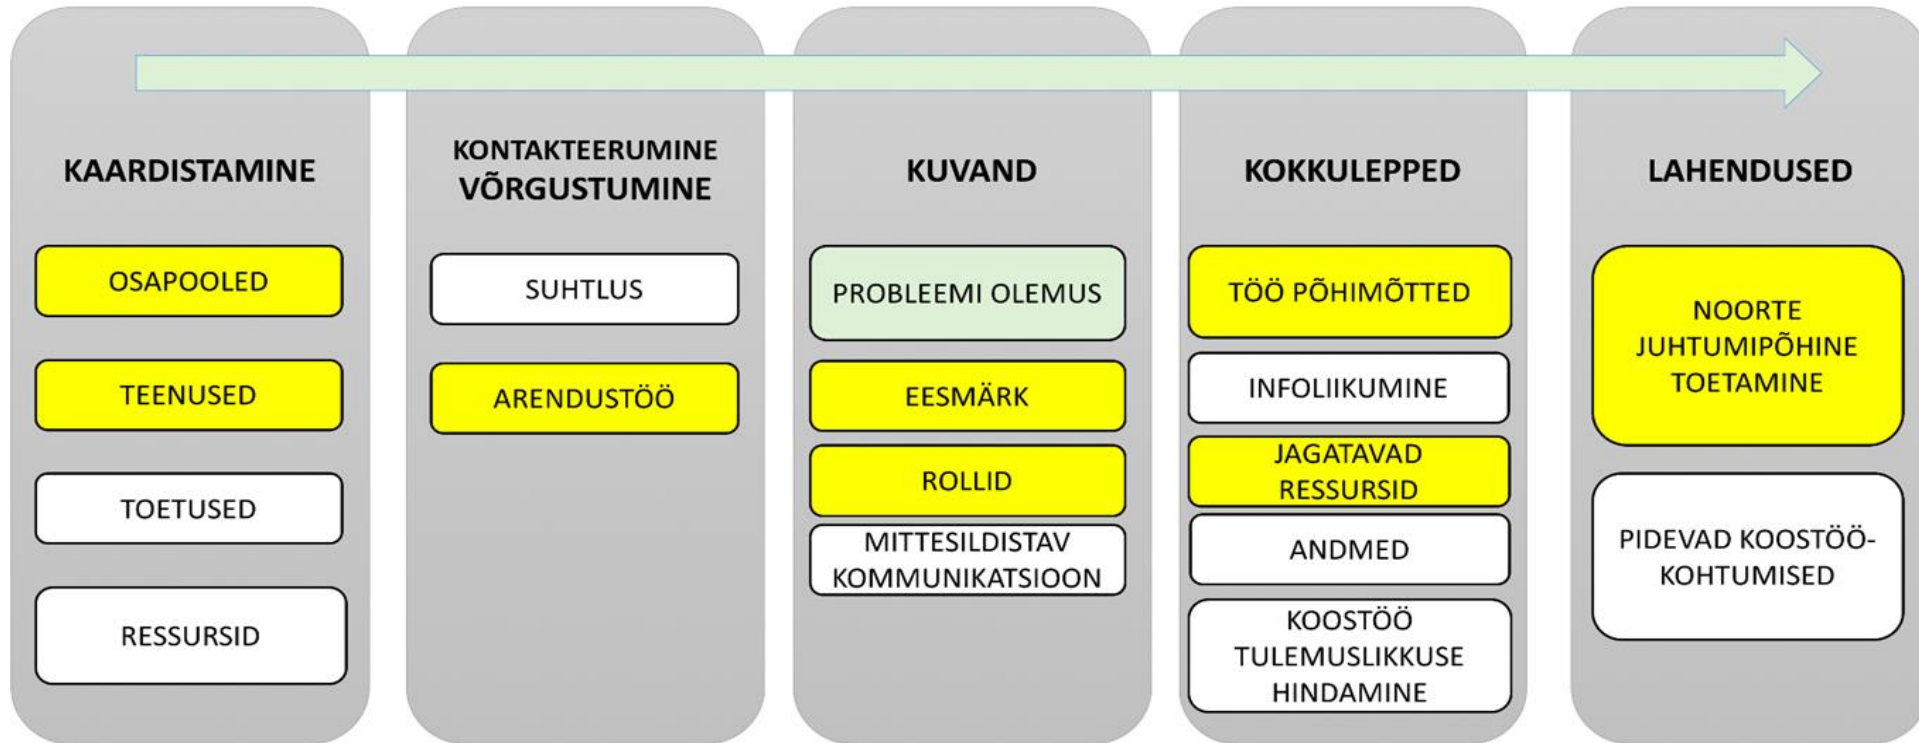 KAARDISTAMINE
OSAPOOLED
TEENUSED
TOETUSED
RESSURSID
KONTAKTEERUMINE
VÕRGUSTUMINE
SUHTLUS
ARENDUSTÖÖ
KUVAND
PROBLEEMI OLEMUS
EESMÄRK
ROLLID
MITTESILDISTAV
KOMMUNIKATSIOON
KOKKULEPPED
TÖÖ PÕHIMÕTTED
INFOLIIKUMINE
JAGATAVAD
RESSURSID
ANDMED
KOOSTÖÖ
TULEMUSLIKKUSE
HINDAMINE
LAHENDUSED
NOORTE
JUHTUMIPÕHINE
TOETAMINE
PIDEVAD KOOSTÖÖ-
KOHTUMISED